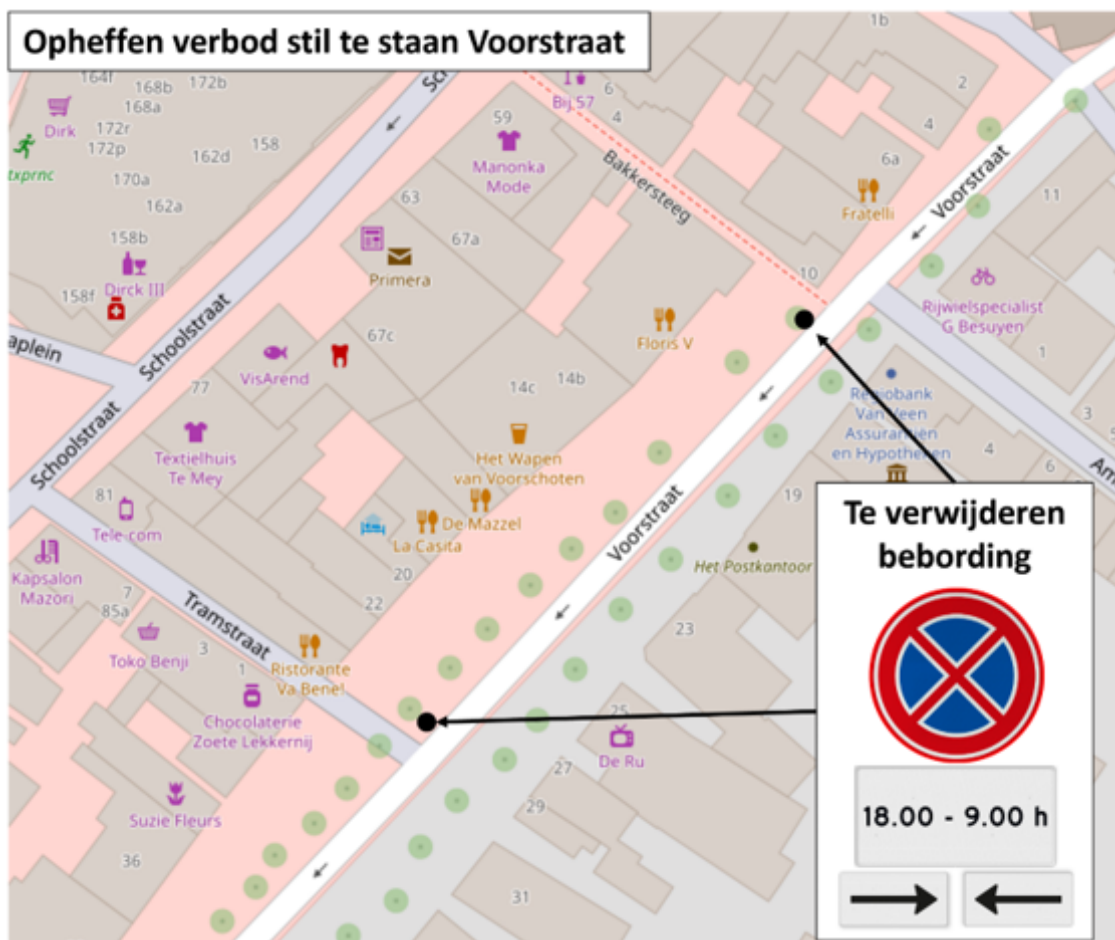 Opheffen verbod stil te staan Voorstraat
1b
164f
168b
172b
168a
Dirk
172r
172p
162d
158
txprnc
170a
162a
158b
Dirck III
158f
Bij 57
6
4
59
Manonka
Mode
Bakkersteeg
2
4
6a
Fratelli
Voorstraat
11
63
67a
Primera
10
Rijwielspecialist
G Besuyen
1
3
Schoolstraat
aplein
67c
VisArend
77
Floris V
14c
14b
Regiobank
Van Veen
Assurantiën
en Hypotheken
4
6
Am
Schoolstraat
Textielhuis
Te Mey
Het Wapen
van Voorschoten
De Mazzel
La Casita
Voorstraat
19
Het Postkantoor
81
Tele.com
Kapsalon
Mazori
7
85a
Tramstraat
20
22
23
Toko Benji
3
1
Ristorante
Va Bene!
Chocolaterie
Zoete Lekkernij
25
De Ru
27
29
Suzie Fleurs
36
31
Te verwijderen
bebording
18.00 - 9.00 h